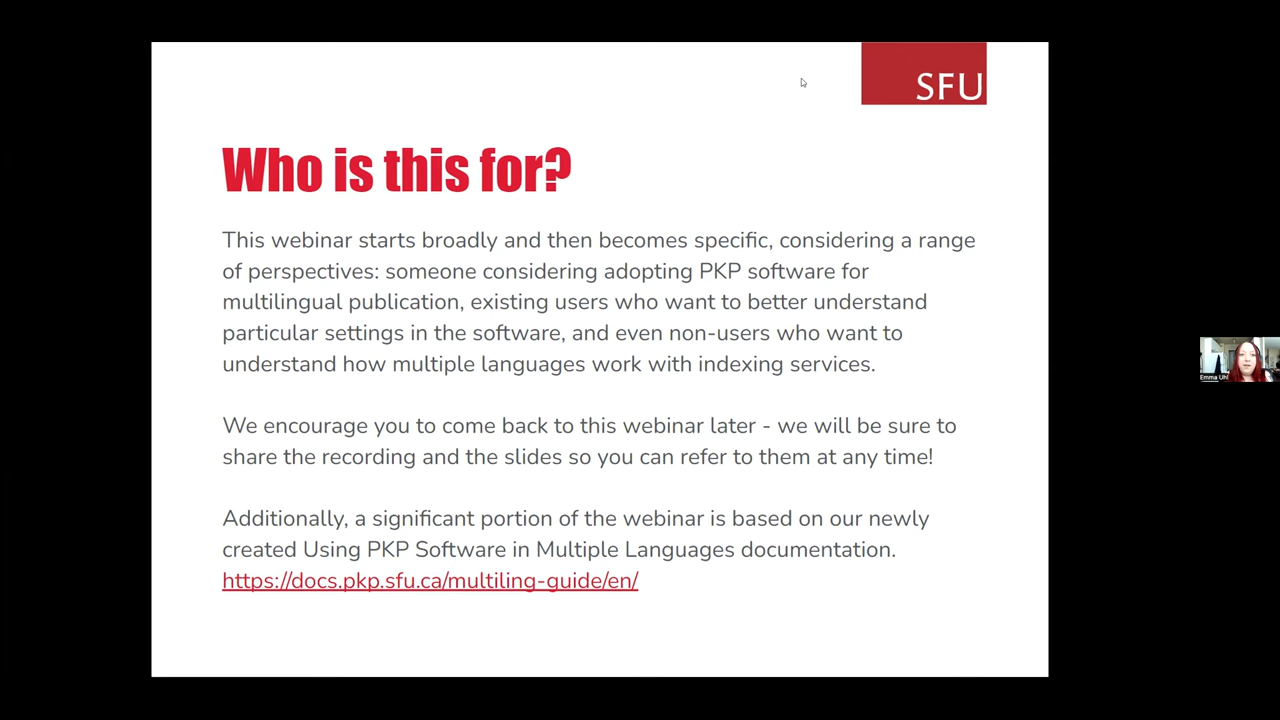 SFU
Who is this for?
This webinar starts broadly and then becomes specific, considering a range
of perspectives: someone considering adopting PKP software for
multilingual publication, existing users who want to better understand
particular settings in the software, and even non-users who want to
understand how multiple languages work with indexing services.
We encourage you to come back to this webinar later - we will be sure to
share the recording and the slides so you can refer to them at any time!
Additionally, a significant portion of the webinar is based on our newly
created Using PKP Software in Multiple Languages documentation.
https://docs.pkp.sfu.ca/multiling-guide/en/
Emma